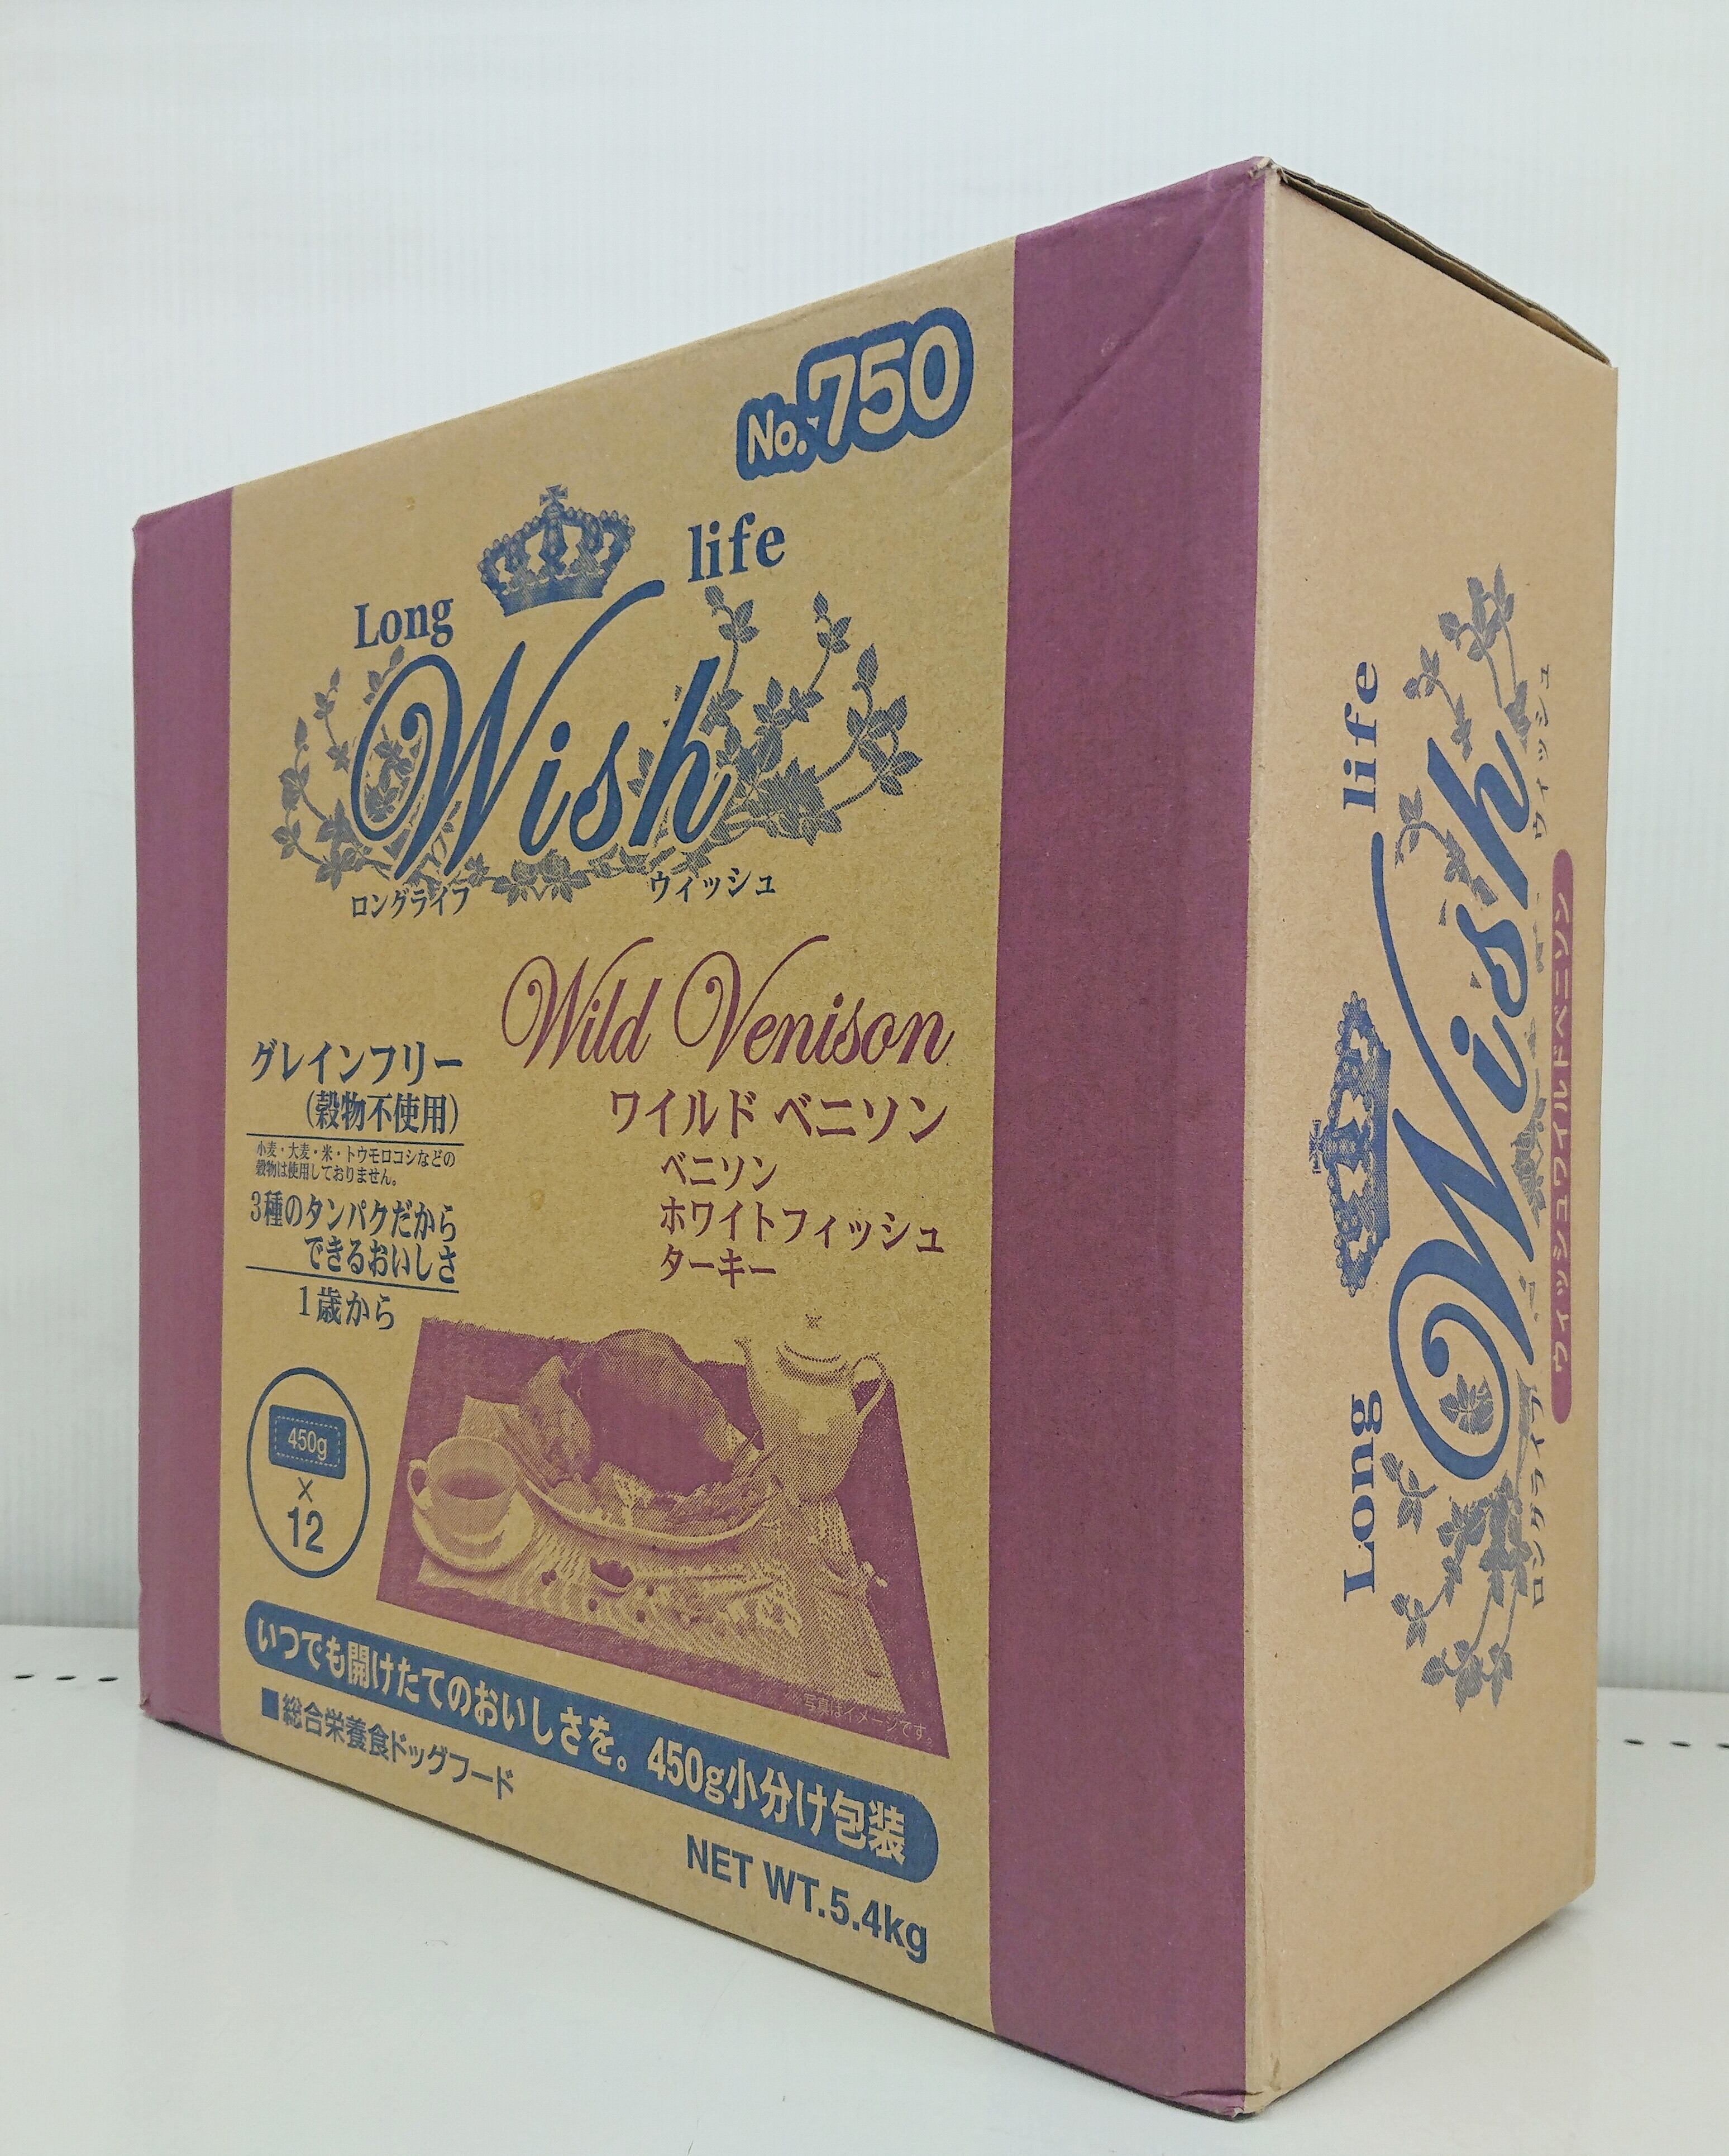 No.750
Long life
Wish
ロングライフ ウィッシュ
Wild Venison
ワイルド ベニソン
ベニソン
ホワイトフィッシュ
ターキー
グレインフリー
(穀物不使用)
小麦・大麦・米・トウモロコシなどの
穀物は使用しておりません。
3種のタンパクだから
できるおいしさ
1歳から
450g
×
12
写真はイメージです。
いつでも開けたてのおいしさを。450g小分け包装
■総合栄養食ドッグフード
NET WT.5.4kg
Long life
Wish
ロングライフ ウィッシュ
ウィッシュワイルドベニソン